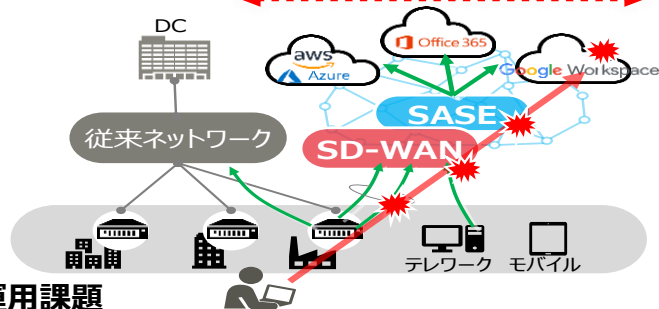 DC
aws
Azure
Office 365
Google Workspace
SASE
従来ネットワーク
SD-WAN
テレワーク
モバイル
運用課題